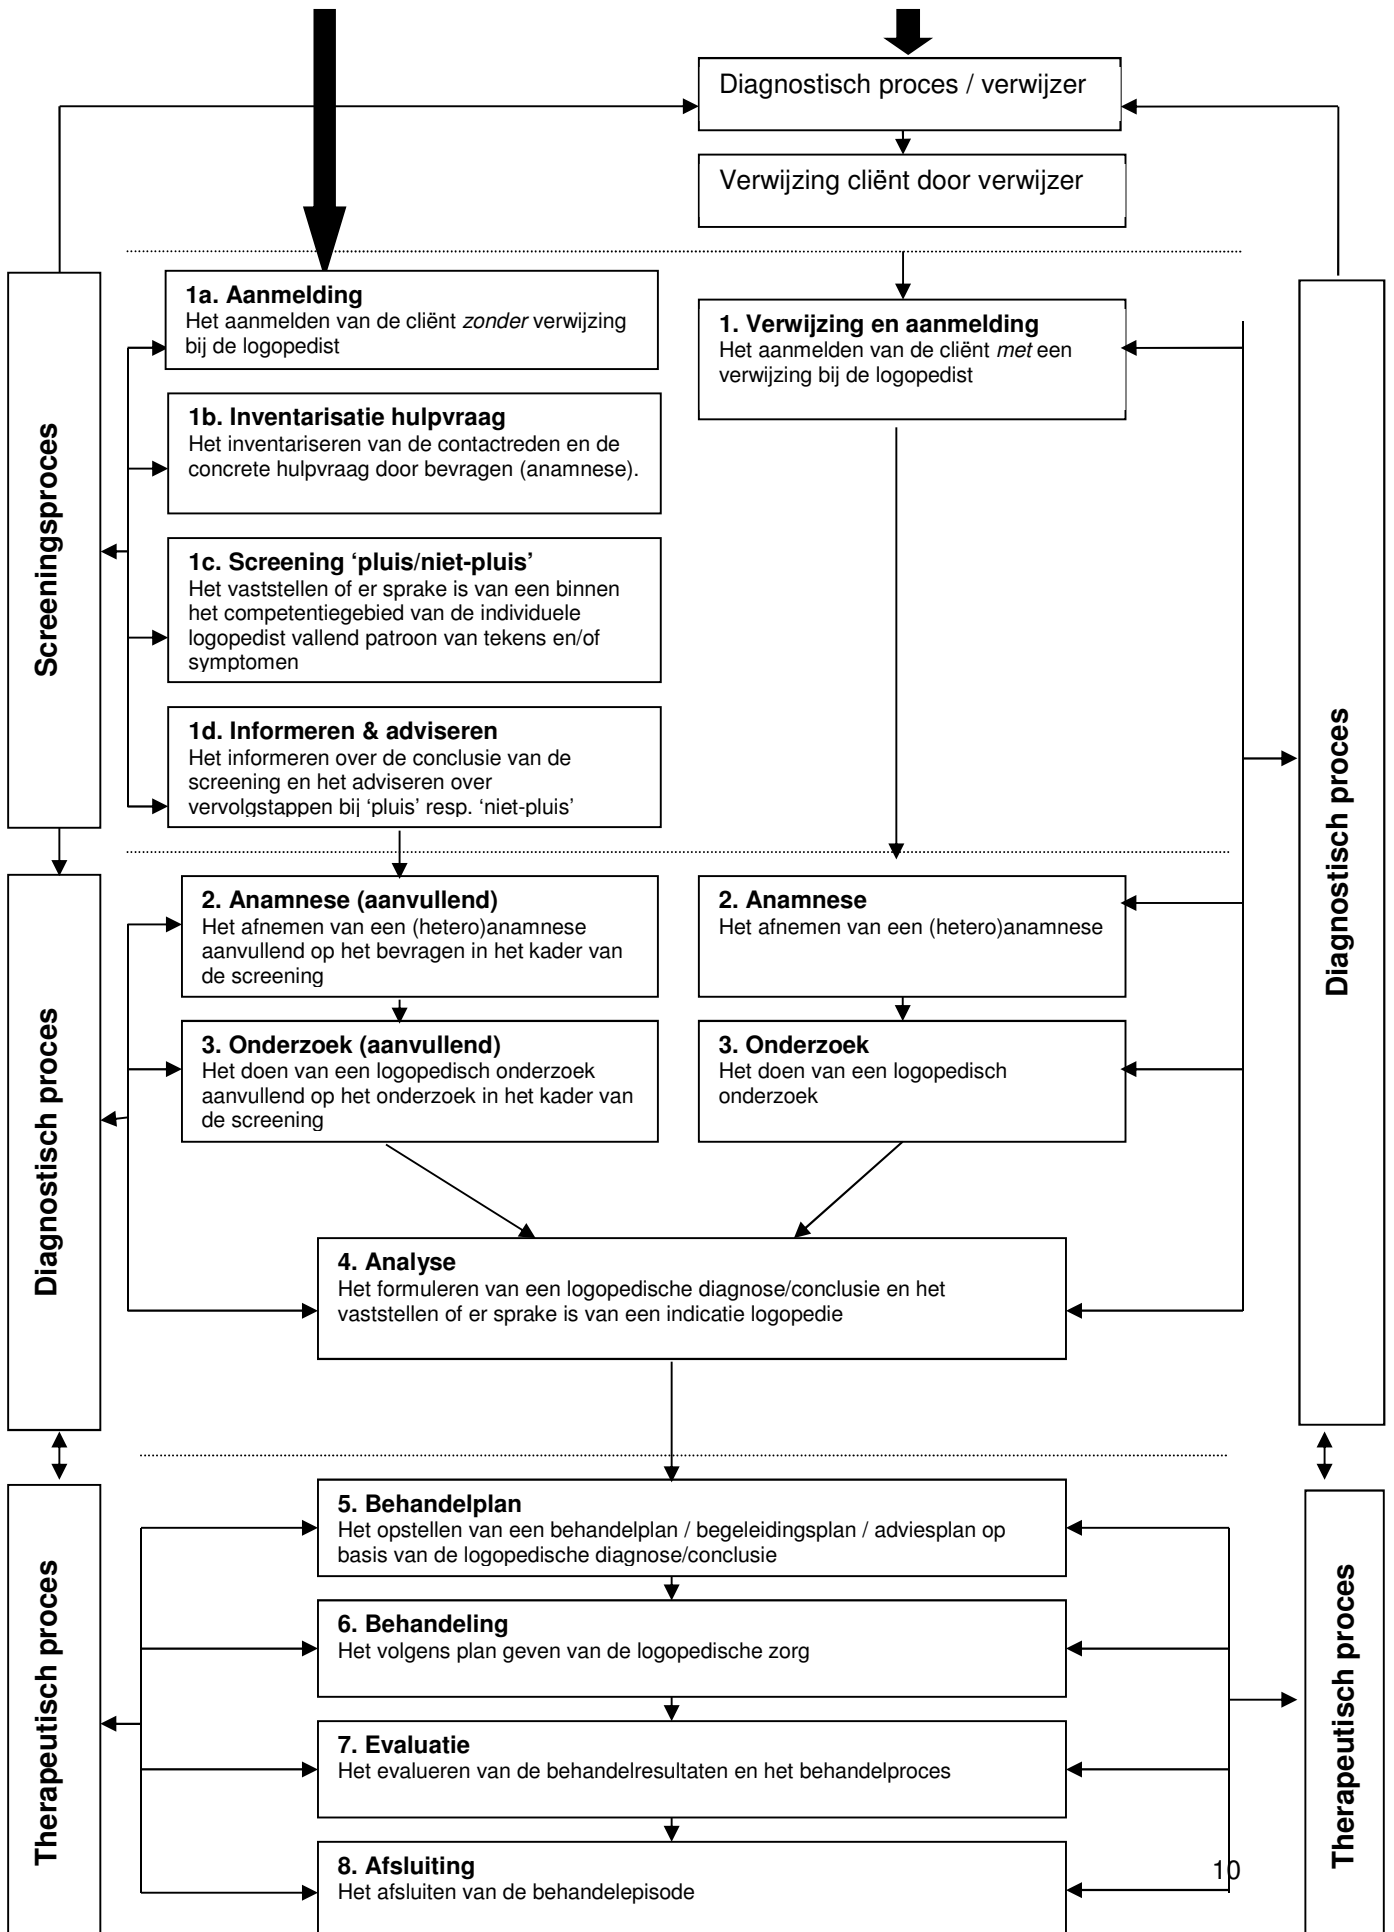 Diagnostisch proces / verwijzer
Verwijzing cliënt door verwijzer
Screeningsproces
1a. Aanmelding
Het aanmelden van de cliënt zonder verwijzing
bij de logopedist
1. Verwijzing en aanmelding
Het aanmelden van de cliënt met een
verwijzing bij de logopedist
1b. Inventarisatie hulpvraag
Het inventariseren van de contactreden en de
concrete hulpvraag door bevragen (anamnese).
1c. Screening ‘pluis/niet-pluis’
Het vaststellen of er sprake is van een binnen
het competentiegebied van de individuele
logopedist vallend patroon van tekens en/of
symptomen
1d. Informeren & adviseren
Het informeren over de conclusie van de
screening en het adviseren over
vervolgstappen bij ‘pluis’ resp. ‘niet-pluis’
Diagnostisch proces
Diagnostisch proces
2. Anamnese (aanvullend)
Het afnemen van een (hetero)anamnese
aanvullend op het bevragen in het kader van
de screening
2. Anamnese
Het afnemen van een (hetero)anamnese
3. Onderzoek (aanvullend)
Het doen van een logopedisch onderzoek
aanvullend op het onderzoek in het kader van
de screening
3. Onderzoek
Het doen van een logopedisch
onderzoek
4. Analyse
Het formuleren van een logopedische diagnose/conclusie en het
vaststellen of er sprake is van een indicatie logopedie
Therapeutisch proces
5. Behandelplan
Het opstellen van een behandelplan / begeleidingsplan / adviesplan op
basis van de logopedische diagnose/conclusie
6. Behandeling
Het volgens plan geven van de logopedische zorg
7. Evaluatie
Het evalueren van de behandelresultaten en het behandelproces
8. Afsluiting
Het afsluiten van de behandelepisode
Therapeutisch proces
10